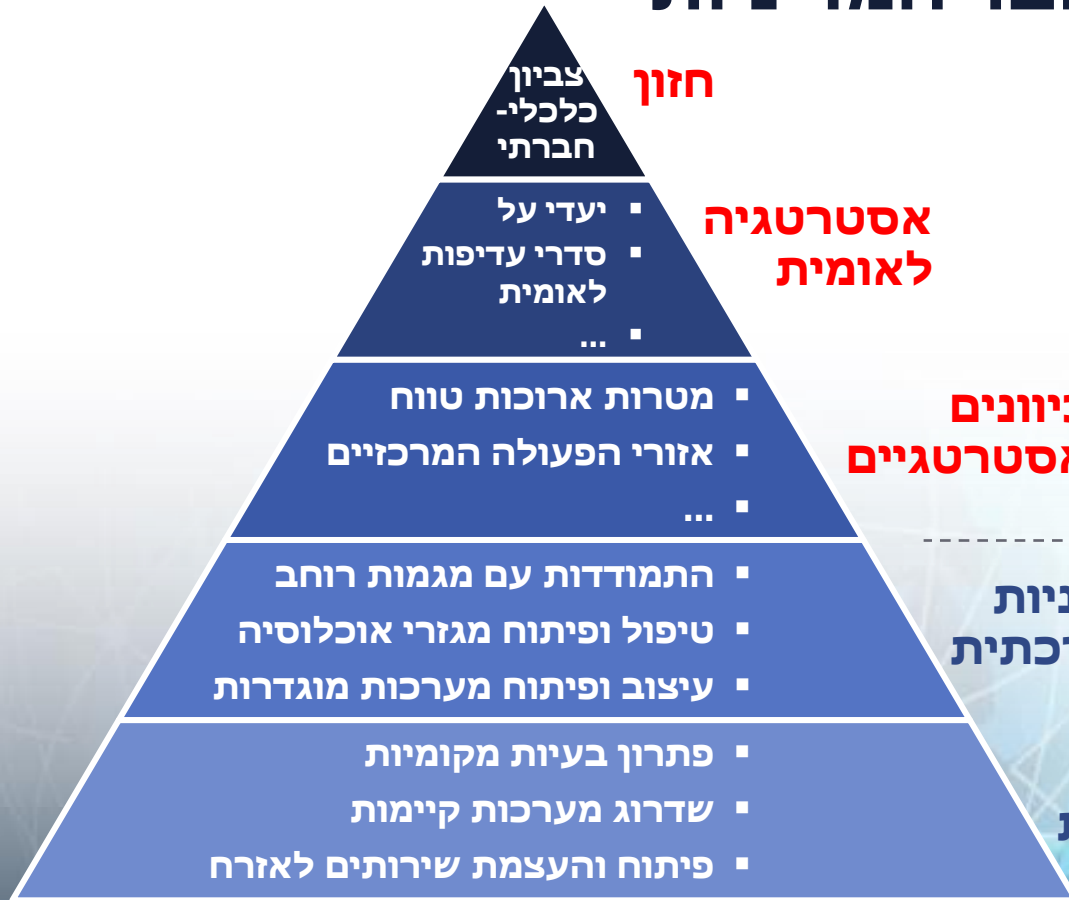 צביון
כלכלי-
חברתי
חזון
▪ יעדי על
▪ סדרי עדיפות
לאומית
▪ ...
אסטרטגיה
לאומית
▪ מטרות ארוכות טווח
▪ אזורי הפעולה המרכזיים
▪ ...
▪ התמודדות עם מגמות רוחב
▪ טיפול ופיתוח מגזרי אוכלוסיה
▪ עיצוב ופיתוח מערכות מוגדרות
▪ פתרון בעיות מקומיות
▪ שדרוג מערכות קיימות
▪ פיתוח והעצמת שירותים לאזרח